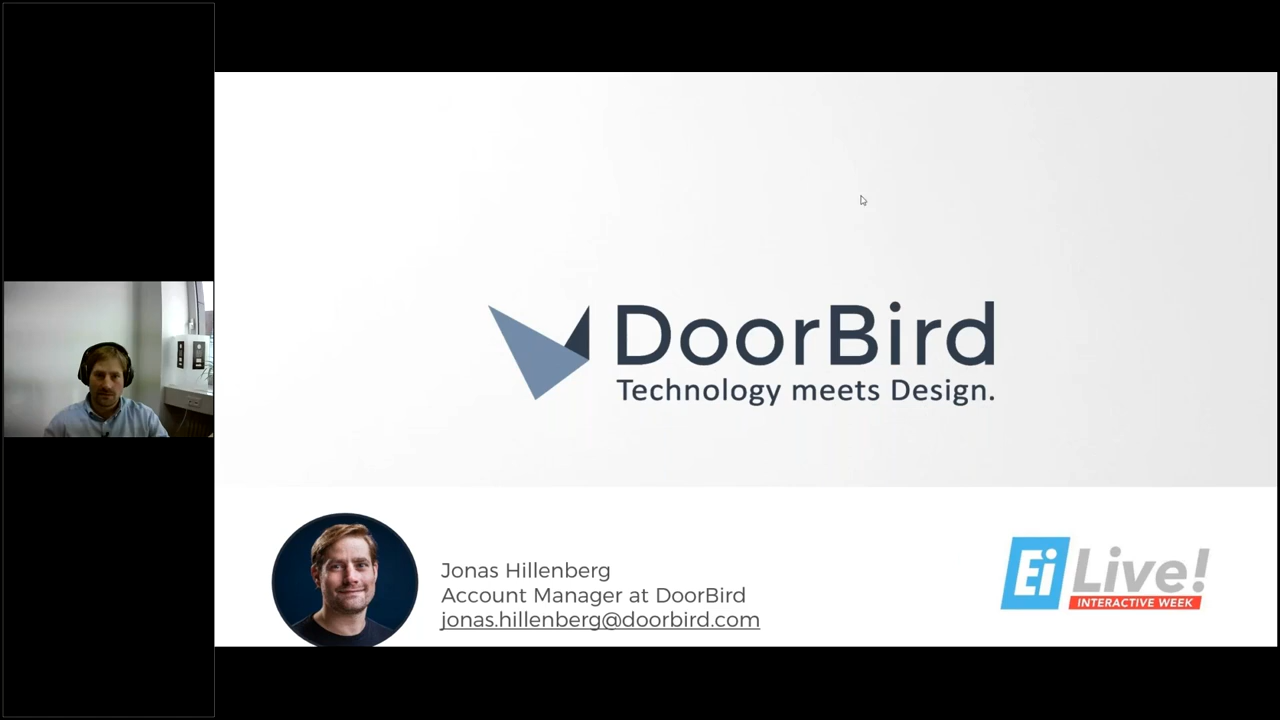 DoorBird
Technology meets Design.
Jonas Hillenberg
Account Manager at DoorBird
jonas.hillenberg@doorbird.com
Ei Live!
INTERACTIVE WEEK